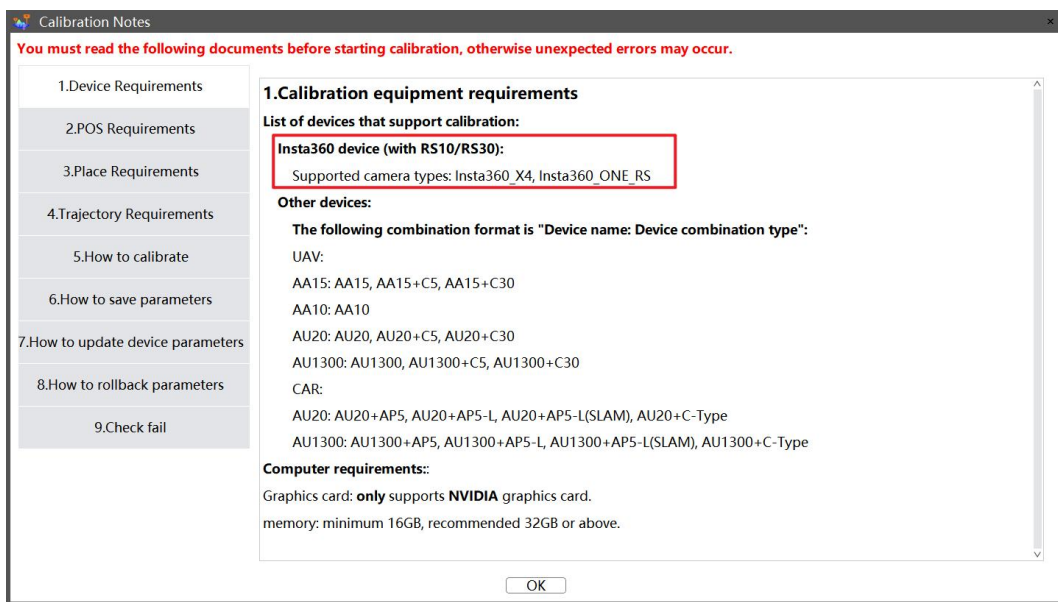 Calibration Notes
You must read the following documents before starting calibration, otherwise unexpected errors may occur.
1.Device Requirements
2.POS Requirements
3.Place Requirements
4.Trajectory Requirements
5.How to calibrate
6.How to save parameters
7.How to update device parameters
8.How to rollback parameters
9.Check fail
1.Calibration equipment requirements
List of devices that support calibration:
Insta360 device (with RS10/RS30):
Supported camera types: Insta360_X4, Insta360_ONE_RS
Other devices:
The following combination format is "Device name: Device combination type":
UAV:
AA15: AA15, AA15+C5, AA15+C30
AA10: AA10
AU20: AU20, AU20+C5, AU20+C30
AU1300: AU1300, AU1300+C5, AU1300+C30
CAR:
AU20: AU20+AP5, AU20+AP5-L, AU20+AP5-L(SLAM), AU20+C-Type
AU1300: AU1300+AP5, AU1300+AP5-L, AU1300+AP5-L(SLAM), AU1300+C-Type
Computer requirements::
Graphics card: only supports NVIDIA graphics card.
memory: minimum 16GB, recommended 32GB or above.
OK